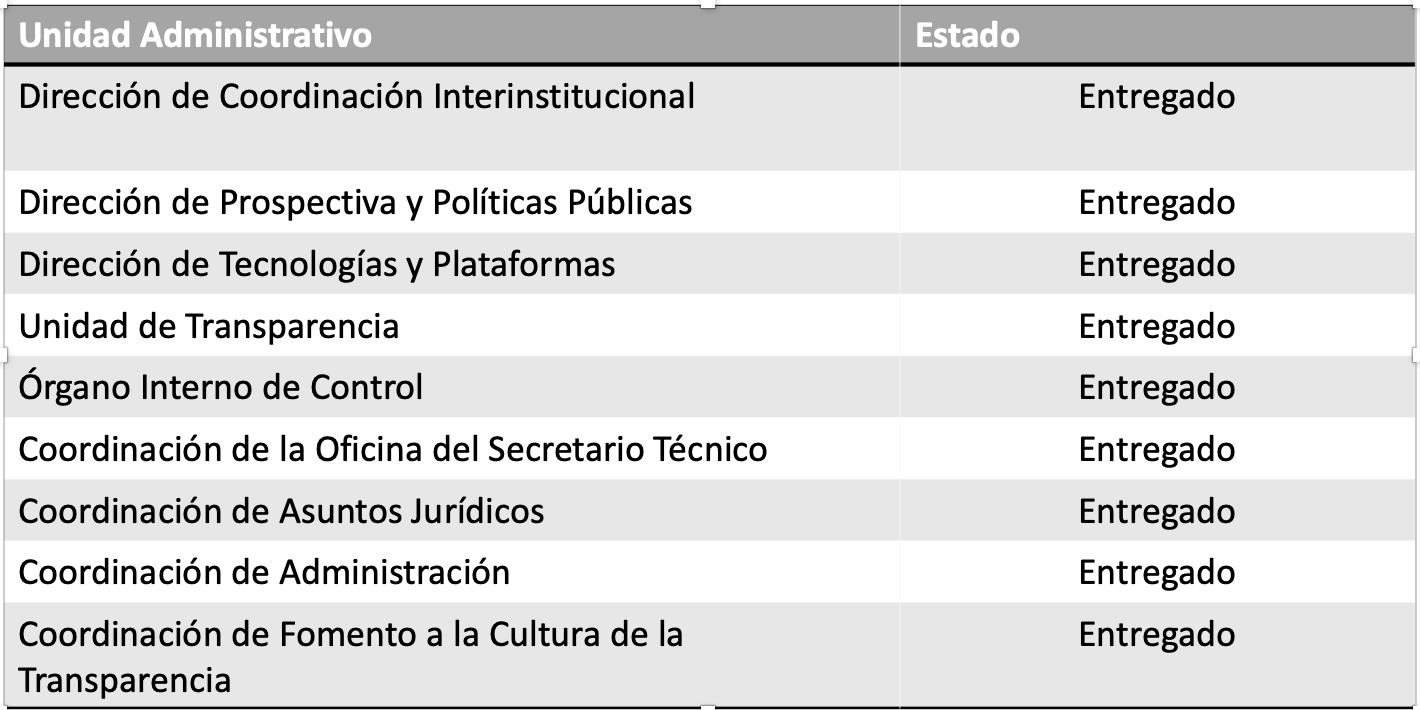 Unidad Administrativo Estado
Dirección de Coordinación Interinstitucional Entregado
Dirección de Prospectiva y Políticas Públicas Entregado
Dirección de Tecnologías y Plataformas Entregado
Unidad de Transparencia Entregado
Órgano Interno de Control Entregado
Coordinación de la Oficina del Secretario Técnico Entregado
Coordinación de Asuntos Jurídicos Entregado
Coordinación de Administración Entregado
Coordinación de Fomento a la Cultura de la Entregado
Transparencia